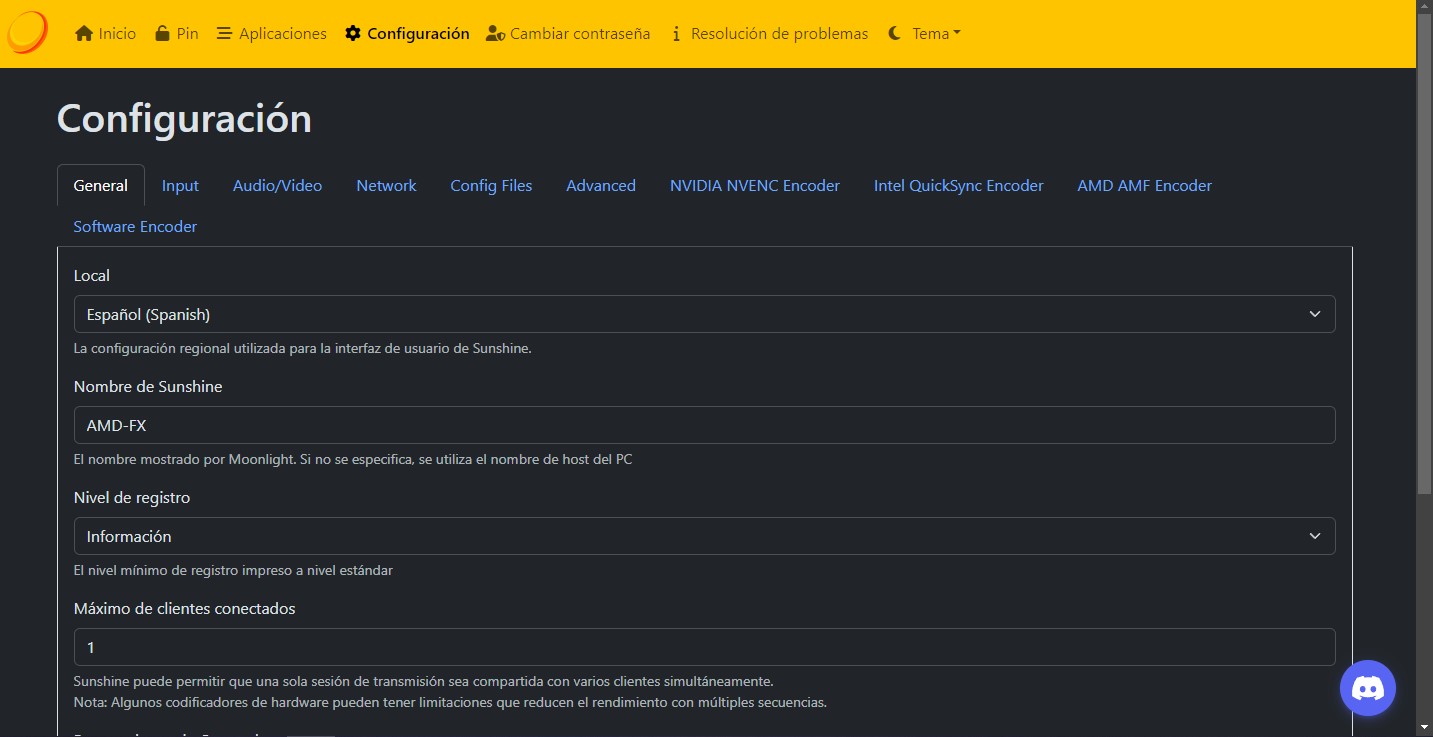 Inicio Pin Aplicaciones Configuración Cambiar contraseña Resolución de problemas Tema
Configuración
General Input Audio/Video Network Config Files Advanced NVIDIA NVENC Encoder Intel QuickSync Encoder AMD AMF Encoder
Software Encoder
Local
Español (Spanish)
La configuración regional utilizada para la interfaz de usuario de Sunshine.
Nombre de Sunshine
AMD-FX
El nombre mostrado por Moonlight. Si no se especifica, se utiliza el nombre de host del PC
Nivel de registro
Información
El nivel mínimo de registro impreso a nivel estándar
Máximo de clientes conectados
1
Sunshine puede permitir que una sola sesión de transmisión sea compartida con varios clientes simultáneamente.
Nota: Algunos codificadores de hardware pueden tener limitaciones que reducen el rendimiento con múltiples secuencias.